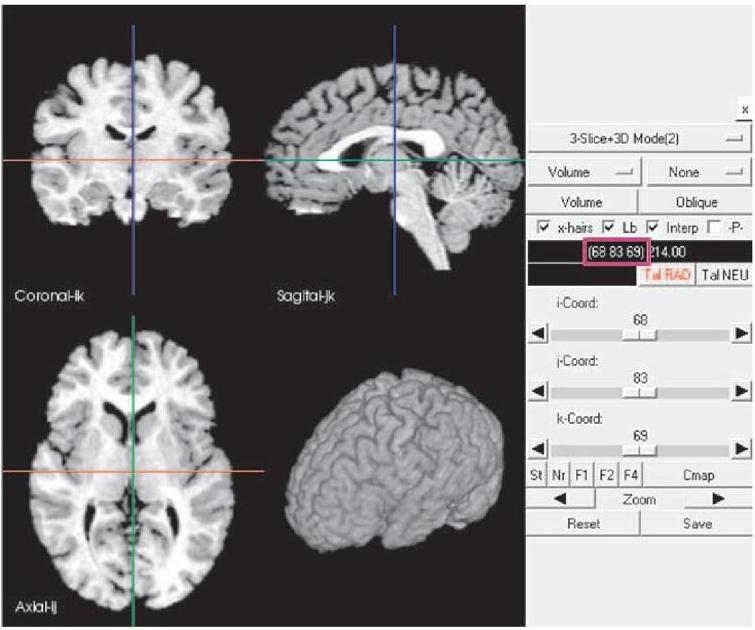 x
3-Slice+3D Mode(2)
Volume None
Volume Oblique
x-hairs Lb Interp -P-
(68 83 69) 214.00
Tal RAD Tal NEU
i-Coord:
68
j-Coord:
83
k-Coord:
69
St Nr F1 F2 F4 Cmap
Zoom
Reset Save
Coronal-ik
Sagital-jk
Axial-ij